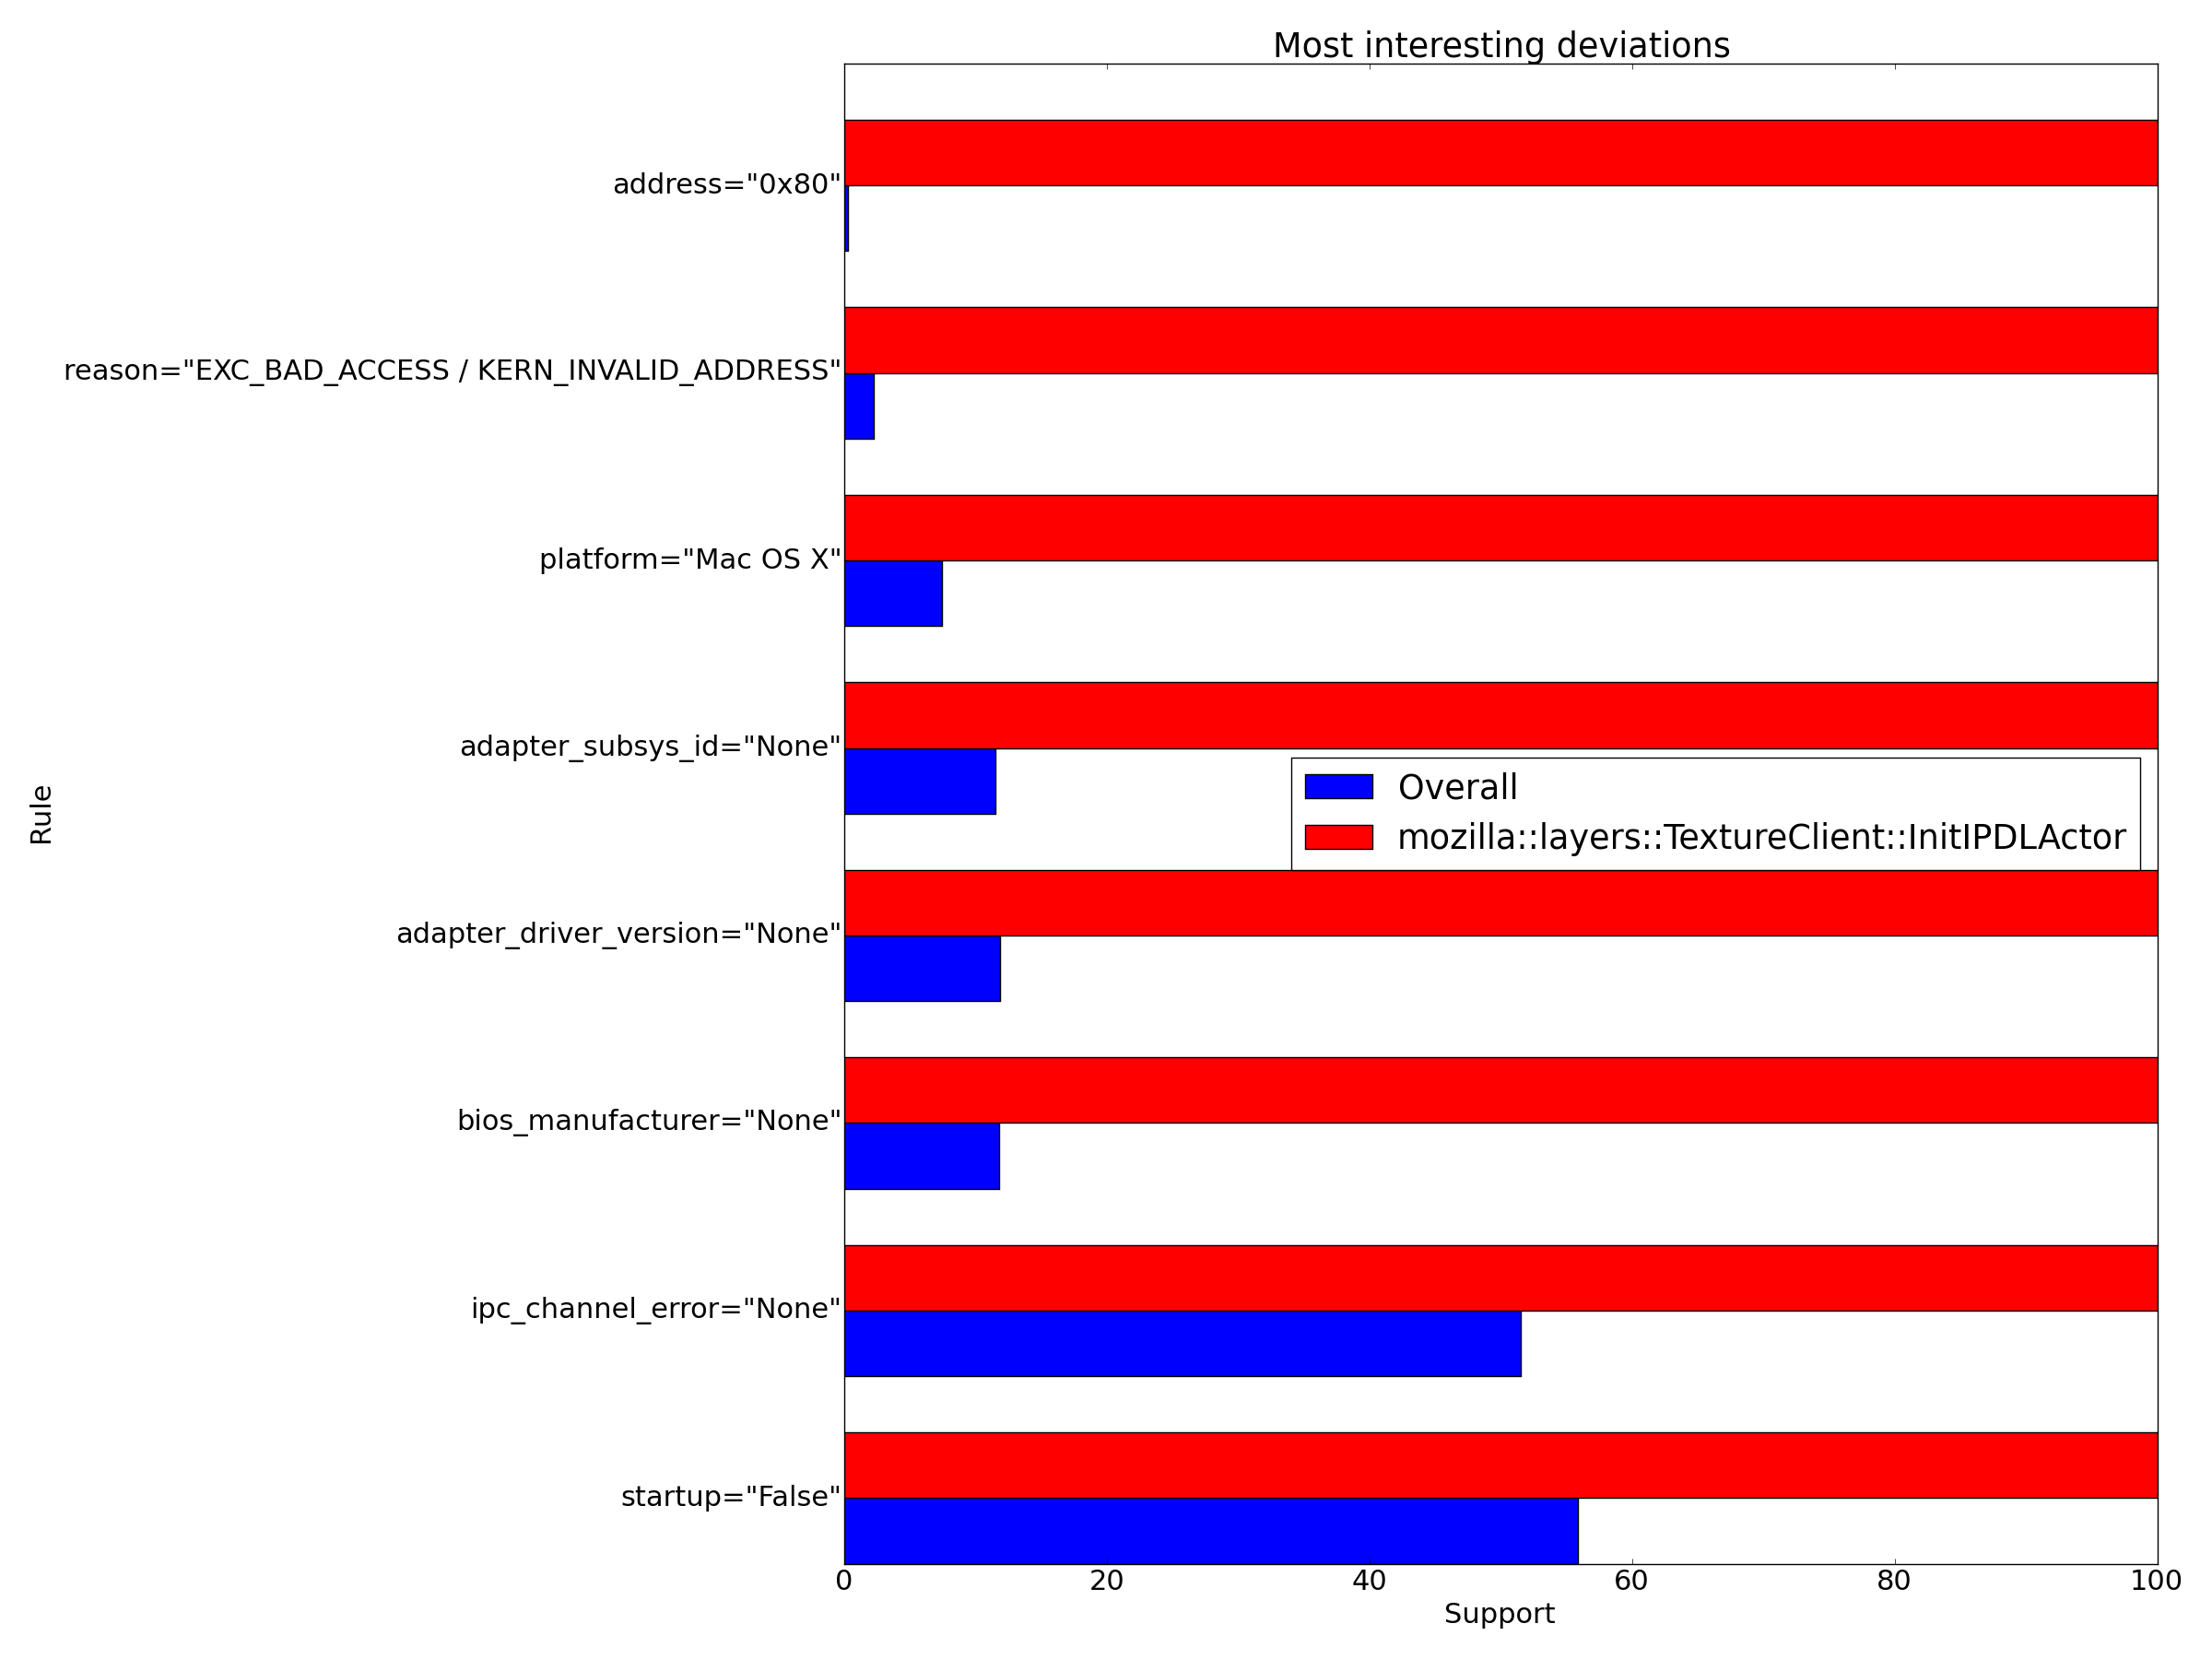 Most interesting deviations
address="0x80"
reason="EXC_BAD_ACCESS / KERN_INVALID_ADDRESS"
platform="Mac OS X"
adapter_subsys_id="None"
Overall
mozilla::layers::TextureClient::InitIPDLActor
Rule
adapter_driver_version="None"
bios_manufacturer="None"
ipc_channel_error="None"
startup="False"
0 20 40 60 80 100
Support